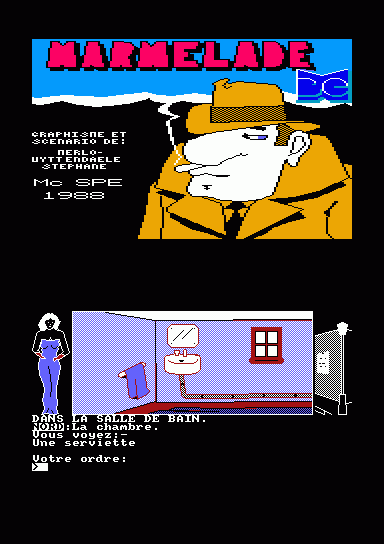 MARMELADE
DC
GRAPHISME ET
SCENARIO DE:
MERLO-
WYTTENDAELE
STEPHANE
Mc SPE
1988
DANS LA SALLE DE BAIN.
NORD:La chambre.
Vous voyez:-
Une serviette
Votre ordre:
>